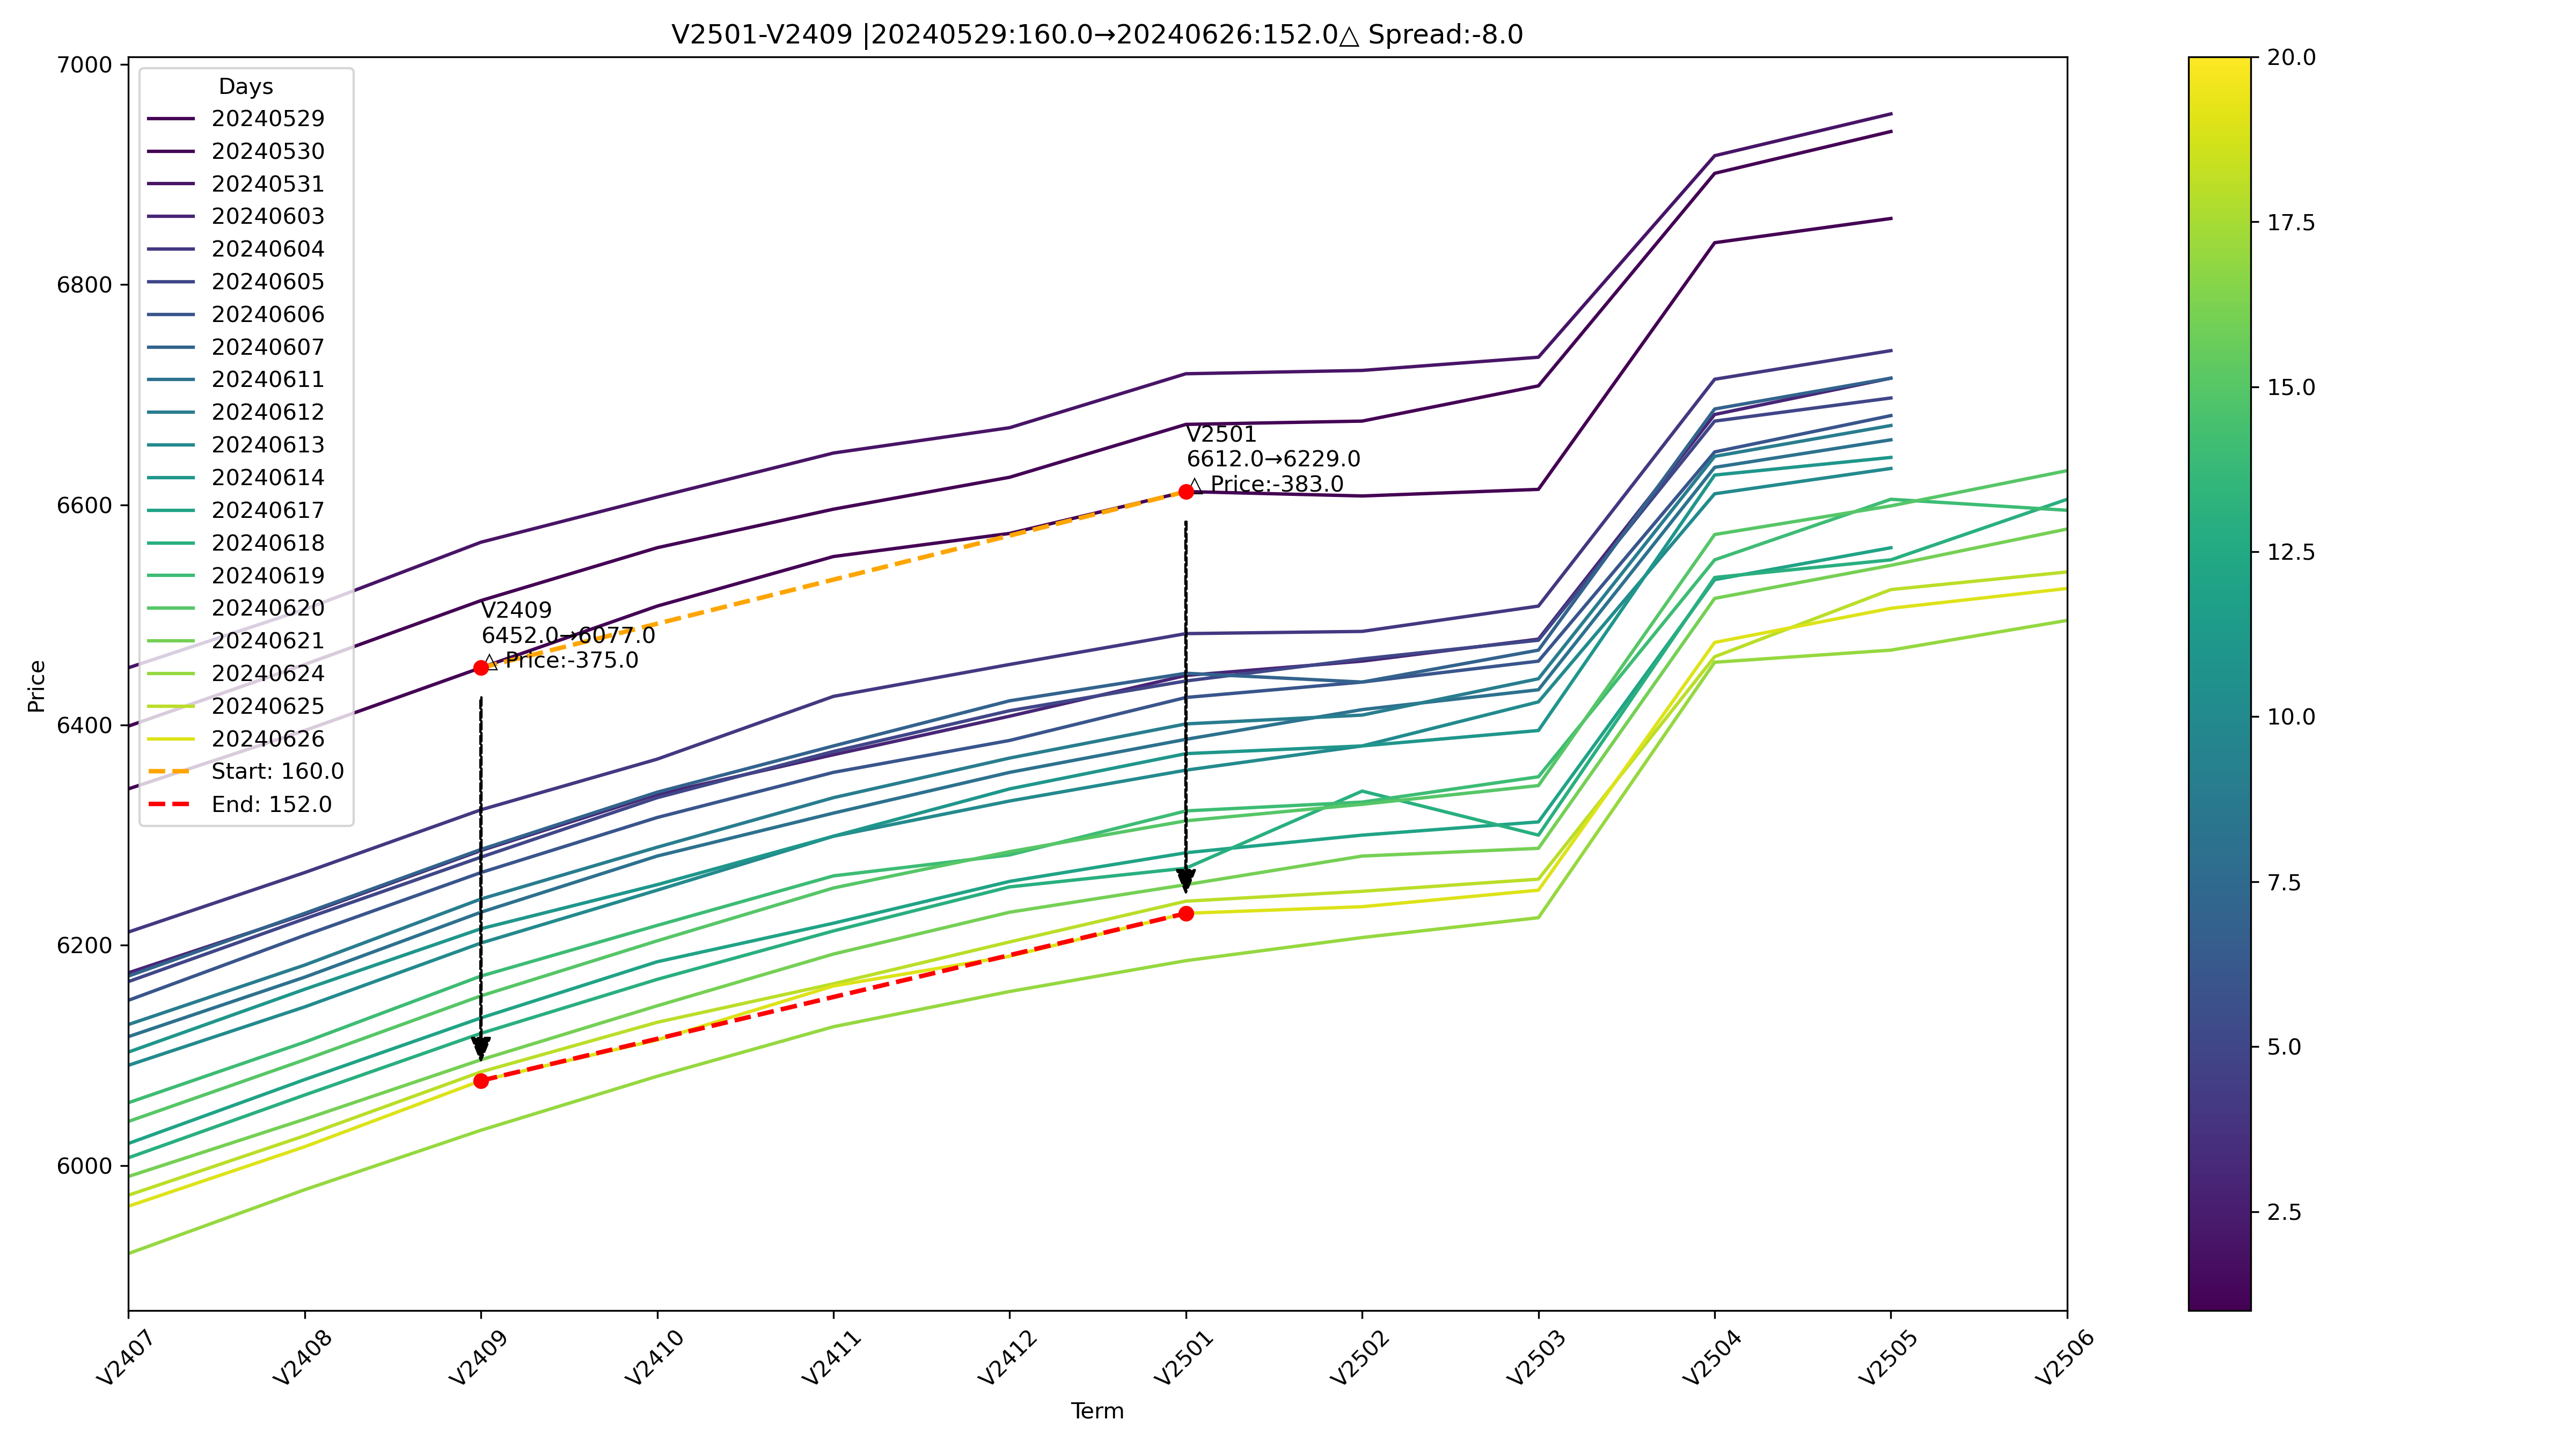 V2501-V2409 |20240529:160.0→20240626:152.0△ Spread:-8.0
Price
7000
6800
6600
6400
6200
6000
Days
20240529
20240530
20240531
20240603
20240604
20240605
20240606
20240607
20240611
20240612
20240613
20240614
20240617
20240618
20240619
20240620
20240621
20240624
20240625
20240626
Start: 160.0
End: 152.0
V2409
6452.0→6077.0
△ Price:-375.0
V2501
6612.0→6229.0
△ Price:-383.0
V2407
V2408
V2409
V2410
V2411
V2412
V2501
V2502
V2503
V2504
V2505
V2506
Term
20.0
17.5
15.0
12.5
10.0
7.5
5.0
2.5